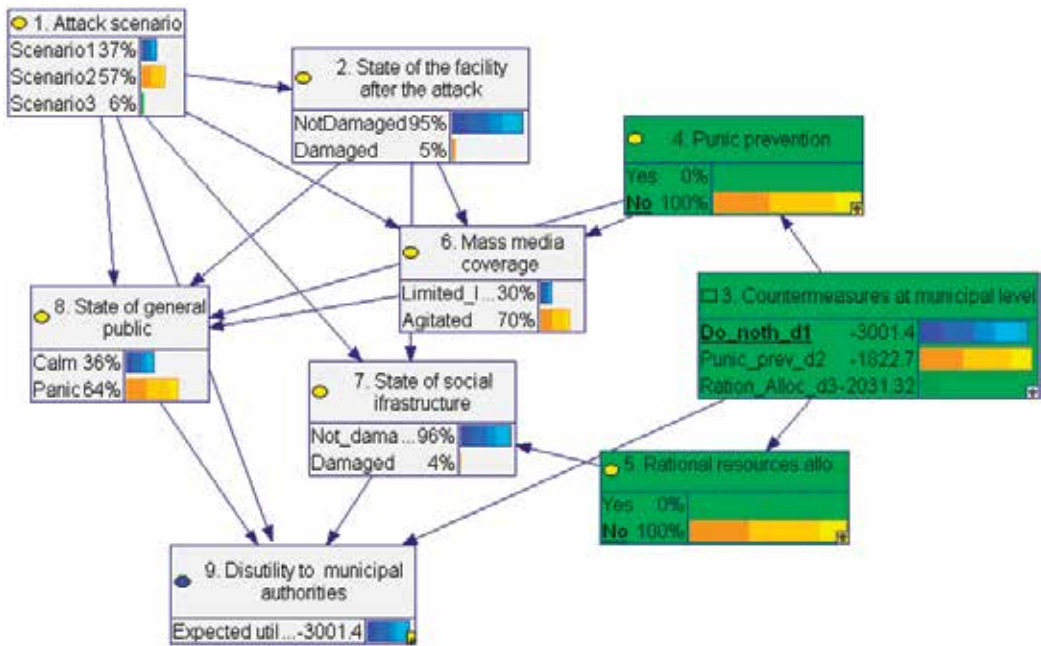 1. Attack scenario
Scenario1 37%
Scenario2 57%
Scenario3 6%
2. State of the facility
after the attack
NotDamaged 95%
Damaged 5%
4. Punic prevention
Yes 0%
No 100%
6. Mass media
coverage
Limited_l... 30%
Agitated 70%
3. Countermeasures at municipal level
Do_noth_d1 -3001.4
Punic_prev_d2 -1822.7
Ration_Alloc_d3 -2031.32
8. State of general
public
Calm 36%
Panic 64%
7. State of social
ifrastructure
Not_dama ... 96%
Damaged 4%
5. Rational resources allo
Yes 0%
No 100%
9. Disutility to municipal
authorities
Expected util ... -3001.4